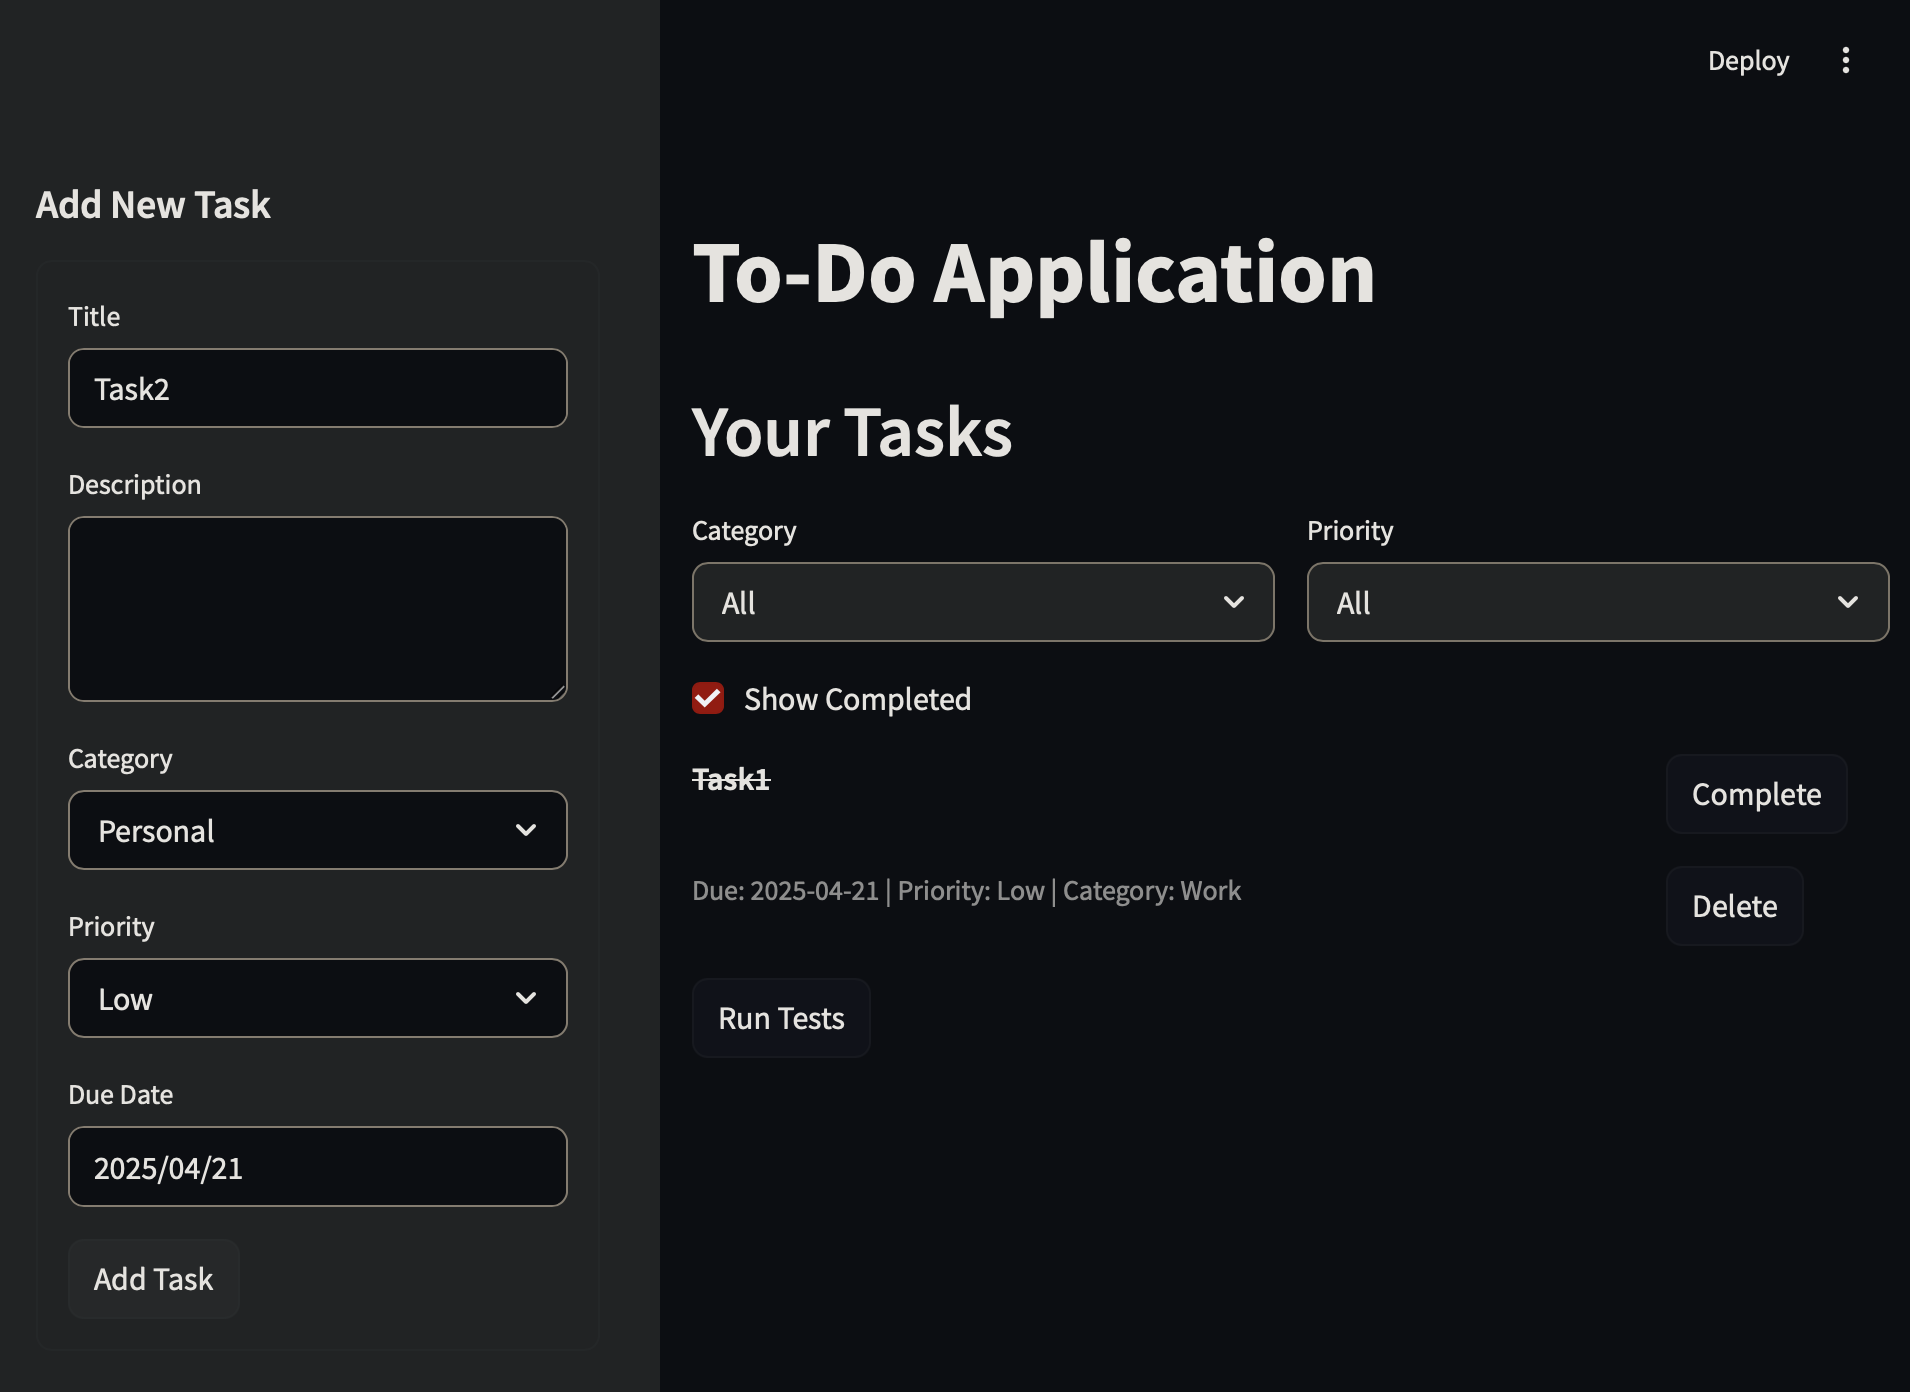 Deploy
Add New Task
Title
Task2
Description
Category
Personal
Priority
Low
Due Date
2025/04/21
Add Task
To-Do Application
Your Tasks
Category
Priority
All
All
Show Completed
Task1
Complete
Due: 2025-04-21 | Priority: Low | Category: Work
Delete
Run Tests